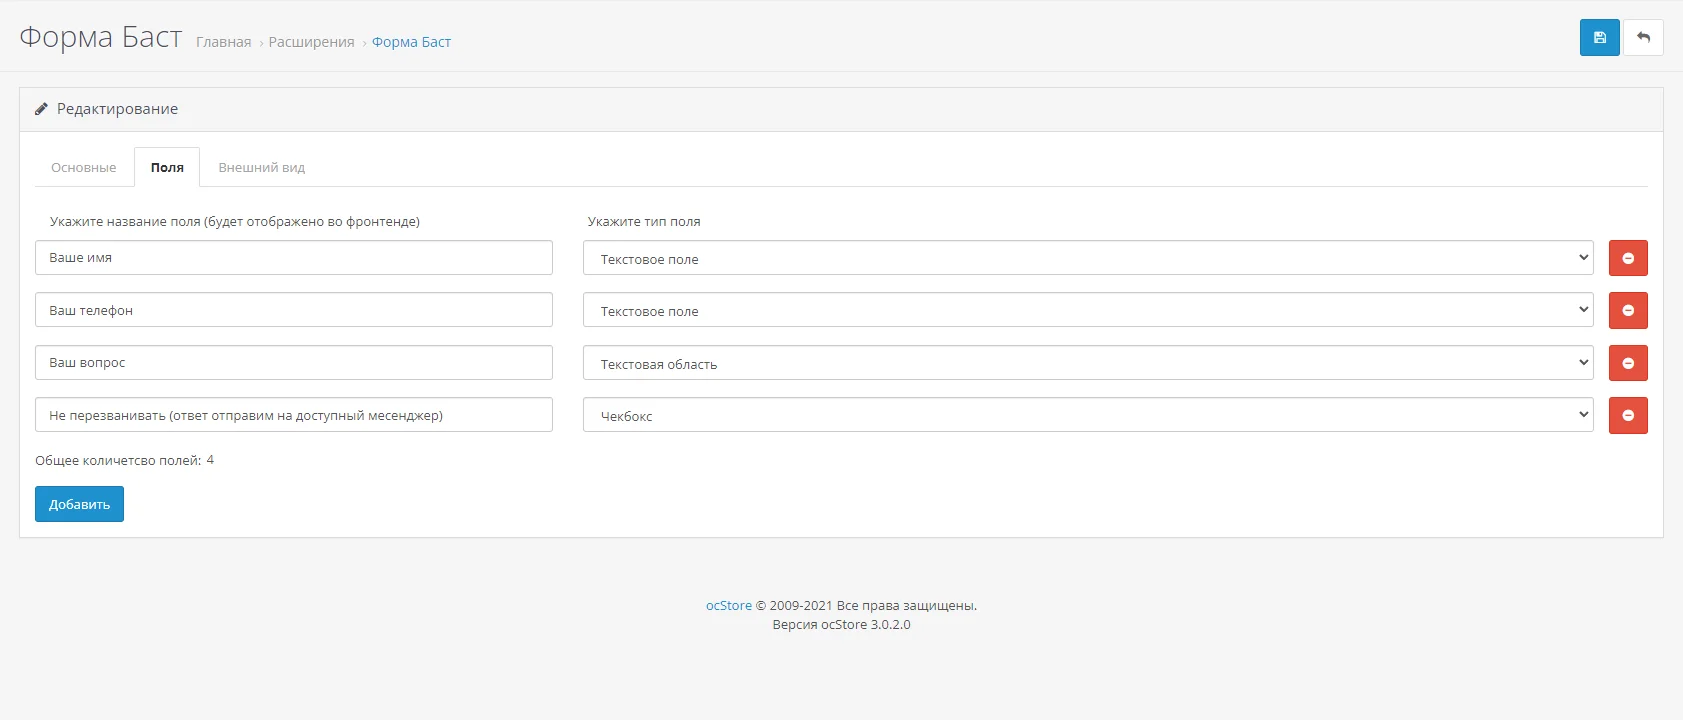 Форма Баст Главная › Расширения › Форма Баст
Редактирование
Основные Поля Внешний вид
Укажите название поля (будет отображено во фронтенде) Укажите тип поля
Ваше имя Текстовое поле
Ваш телефон Текстовое поле
Ваш вопрос Текстовая область
Не перезванивать (ответ отправим на доступный месенджер) Чекбокс
Общее количетсво полей: 4
Добавить
ocStore © 2009-2021 Все права защищены.
Версия ocStore 3.0.2.0